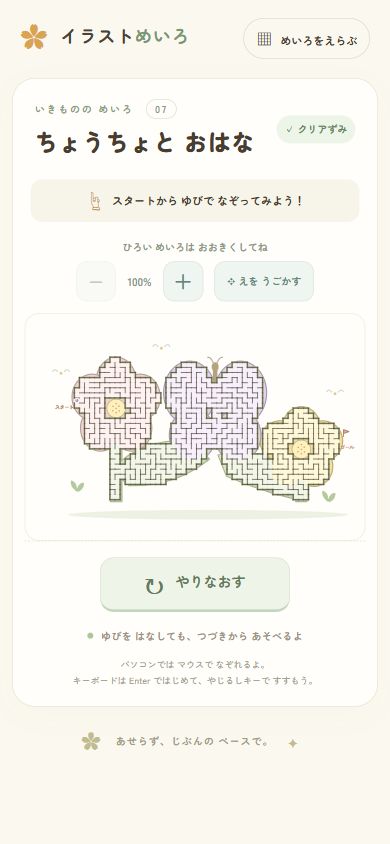 イラストめいろ
めいろをえらぶ
いきものの めいろ 07
ちょうちょと おはな
✓ クリアずみ
スタートから ゆびで なぞってみよう！
ひろい めいろは おおきくしてね
− 100% ＋ えを うごかす
スタート
ゴール
やりなおす
ゆびを はなしても、つづきから あそべるよ
パソコンでは マウスで なぞれるよ。
キーボードは Enter ではじめて、やじるしキーで すすもう。
あせらず、じぶんの ペースで。